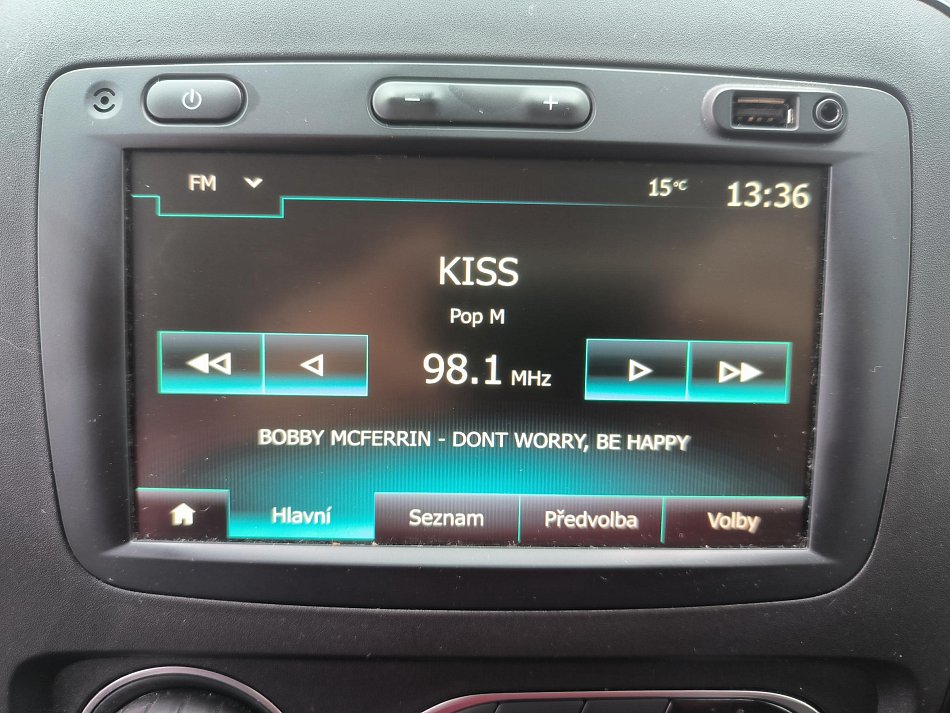 FM
15°C
13:36
KISS
Pop M
98.1 MHz
BOBBY MCFERRIN - DONT WORRY, BE HAPPY
Hlavní
Seznam
Předvolba
Volby